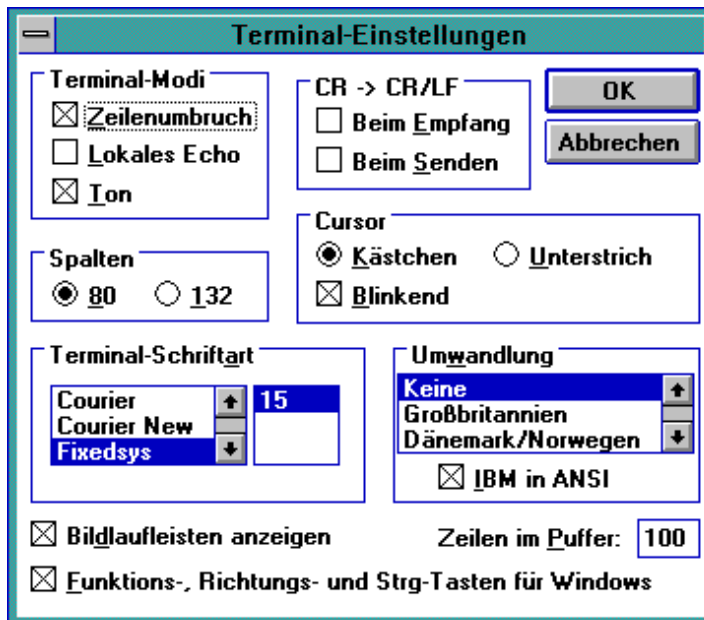 Terminal-Einstellungen
Terminal-Modi
Zeilenumbruch
Lokales Echo
Ton
CR -> CR/LF
Beim Empfang
Beim Senden
OK
Abbrechen
Spalten
80 132
Cursor
Kästchen Unterstrich
Blinkend
Terminal-Schriftart
Courier 15
Courier New
Fixedsys
Umwandlung
Keine
Großbritannien
Dänemark/Norwegen
IBM in ANSI
Bildlaufleisten anzeigen
Zeilen im Puffer: 100
Funktions-, Richtungs- und Strg-Tasten für Windows